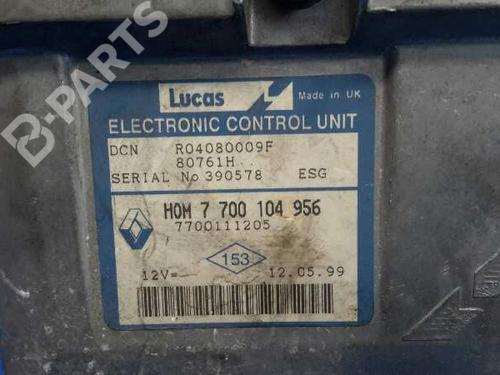 B-PARTS
Lucas Made in UK
ELECTRONIC CONTROL UNIT
DCN R04080009F
80761H
SERIAL No 390578 ESG
HOM 7 700 104 956
7700111205
153
12V= 12.05.99